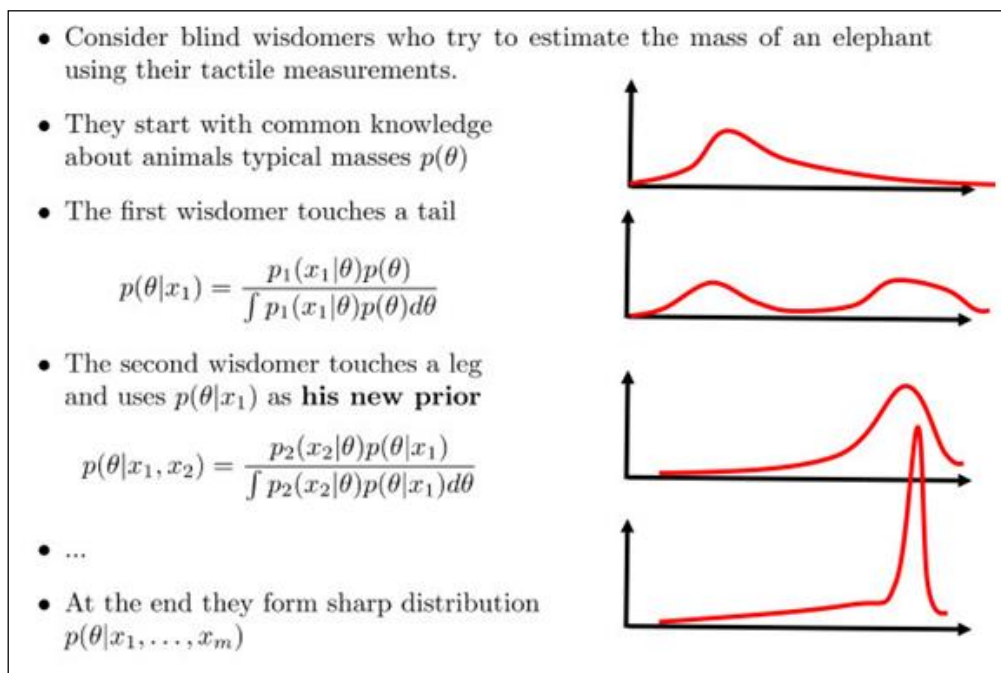 • Consider blind wisdomers who try to estimate the mass of an elephant
using their tactile measurements.
• They start with common knowledge
about animals typical masses p(θ)
• The first wisdomer touches a tail
p(θ|x₁) = p₁(x₁|θ)p(θ) / ∫ p₁(x₁|θ)p(θ)dθ
• The second wisdomer touches a leg
and uses p(θ|x₁) as his new prior
p(θ|x₁, x₂) = p₂(x₂|θ)p(θ|x₁) / ∫ p₂(x₂|θ)p(θ|x₁)dθ
• ...
• At the end they form sharp distribution
p(θ|x₁, . . . , xₘ)